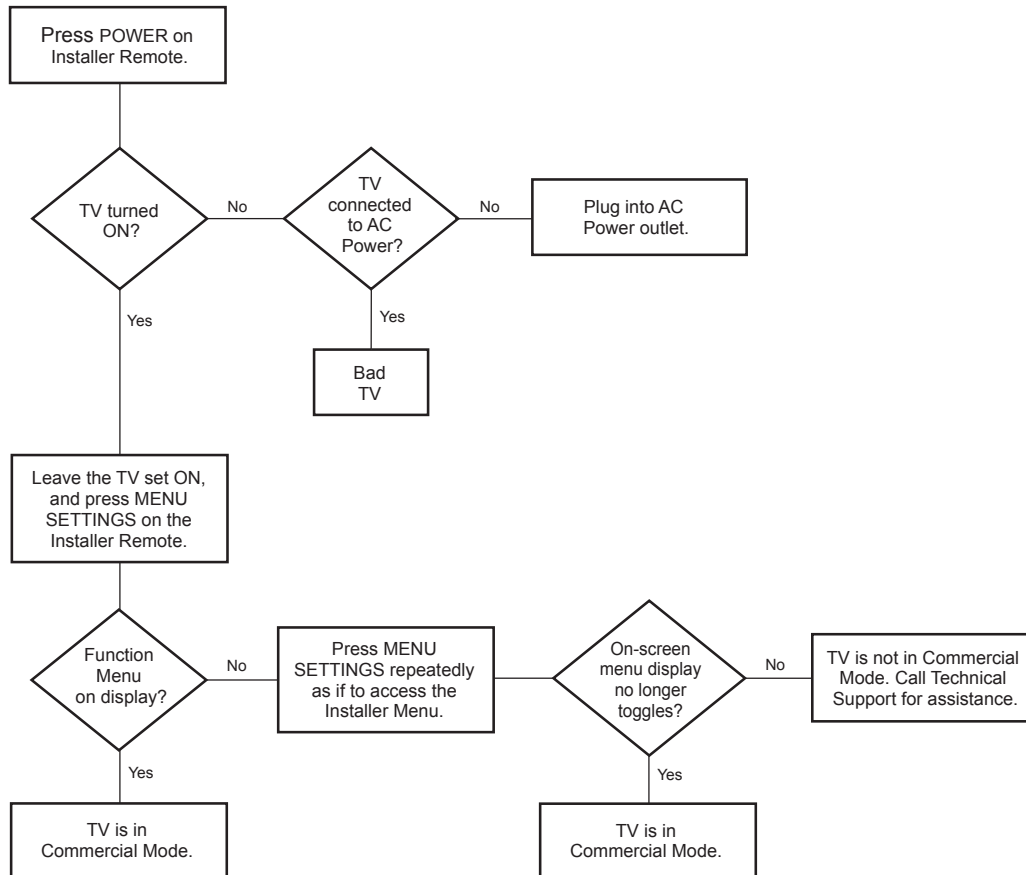 Press POWER on
Installer Remote.
TV turned
ON?
No
TV
connected
to AC
Power?
No
Plug into AC
Power outlet.
Yes
Yes
Bad
TV
Leave the TV set ON,
and press MENU
SETTINGS on the
Installer Remote.
Function
Menu
on display?
No
Press MENU
SETTINGS repeatedly
as if to access the
Installer Menu.
On-screen
menu display
no longer
toggles?
No
TV is not in Commercial
Mode. Call Technical
Support for assistance.
Yes
Yes
TV is in
Commercial Mode.
TV is in
Commercial Mode.